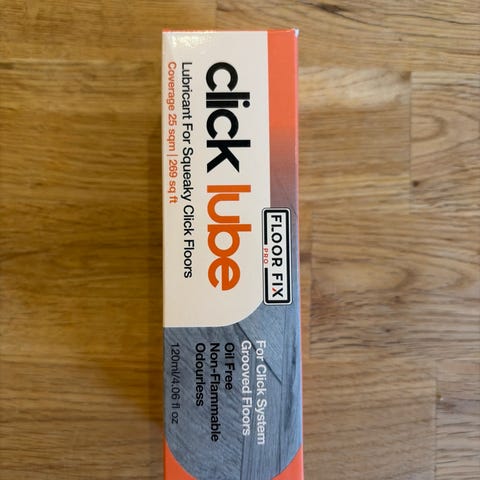 click lube
Lubricant For Squeaky Click Floors
Coverage 25 sqm | 269 sq ft
FLOOR FIX
PRO
For Click System
Grooved Floors
Oil Free
Non-Flammable
Odourless
120ml/4.06 fl oz